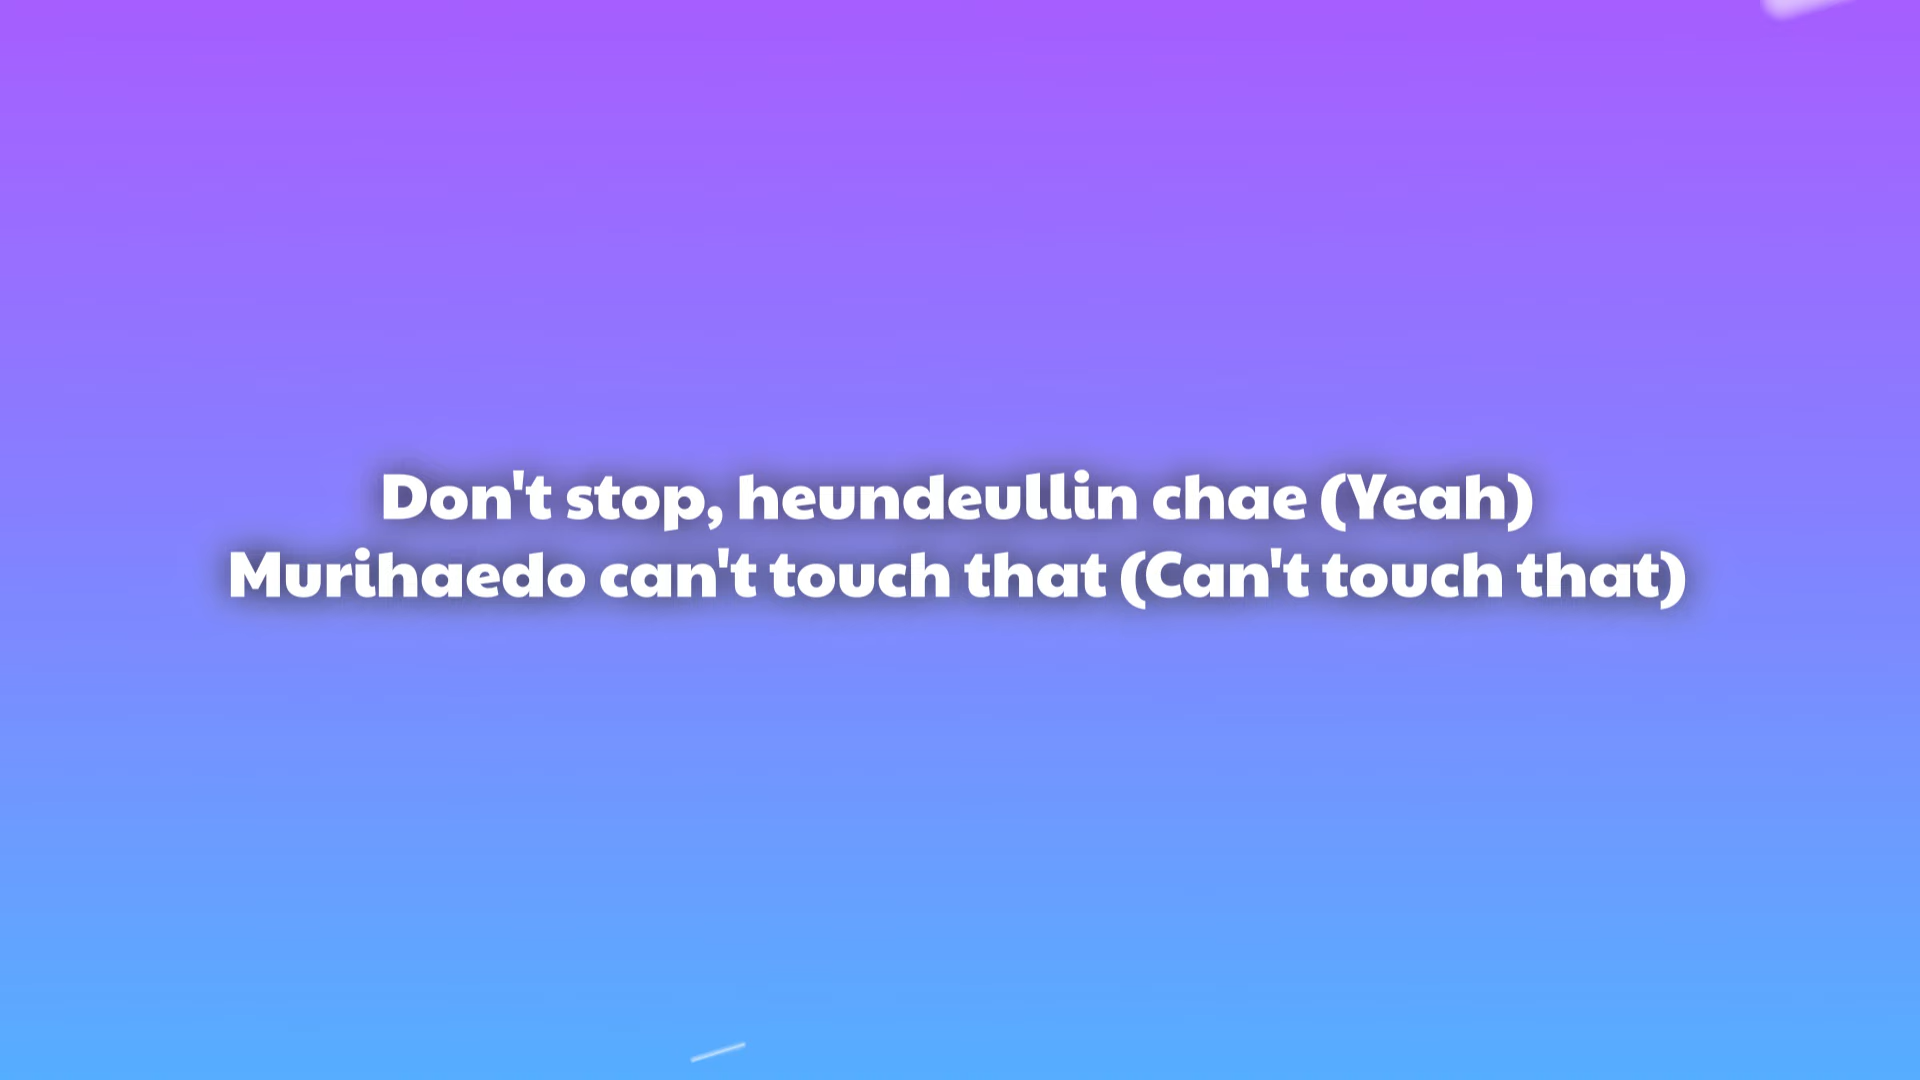 Don't stop, heundeullin chae (Yeah)
Murihaedo can't touch that (Can't touch that)